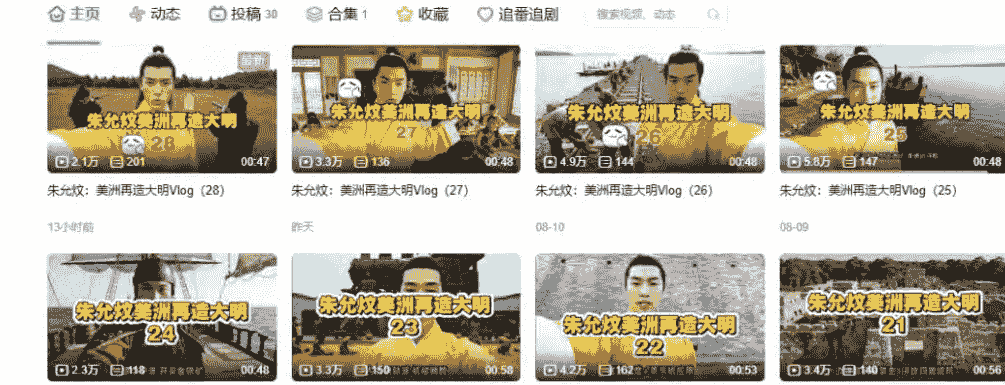 主页 动态 投稿 30 合集 1 收藏 追番追剧 搜索视频、动态
最新
朱允炆美洲再造大明
28
2.1万 201 00:47
朱允炆美洲再造大明
27
3.3万 136 00:48
朱允炆美洲再造大明
26
4.9万 144 00:48
朱允炆美洲再造大明
25
5.8万 147 00:48
朱允炆：美洲再造大明Vlog（28）
朱允炆：美洲再造大明Vlog（27）
朱允炆：美洲再造大明Vlog（26）
朱允炆：美洲再造大明Vlog（25）
13小时前
昨天
08-10
08-09
朱允炆美洲再造大明
24
2.3万 118 00:48
朱允炆美洲再造大明
23
3.3万 150 00:58
朱允炆美洲再造大明
22
4.2万 162 00:53
朱允炆美洲再造大明
21
3.4万 140 00:56